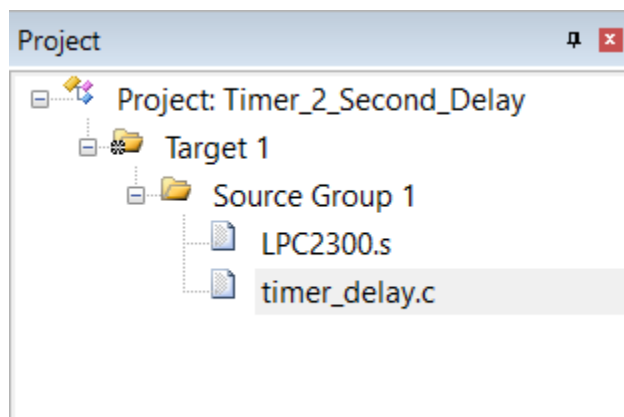 Project
Project: Timer_2_Second_Delay
Target 1
Source Group 1
LPC2300.s
timer_delay.c